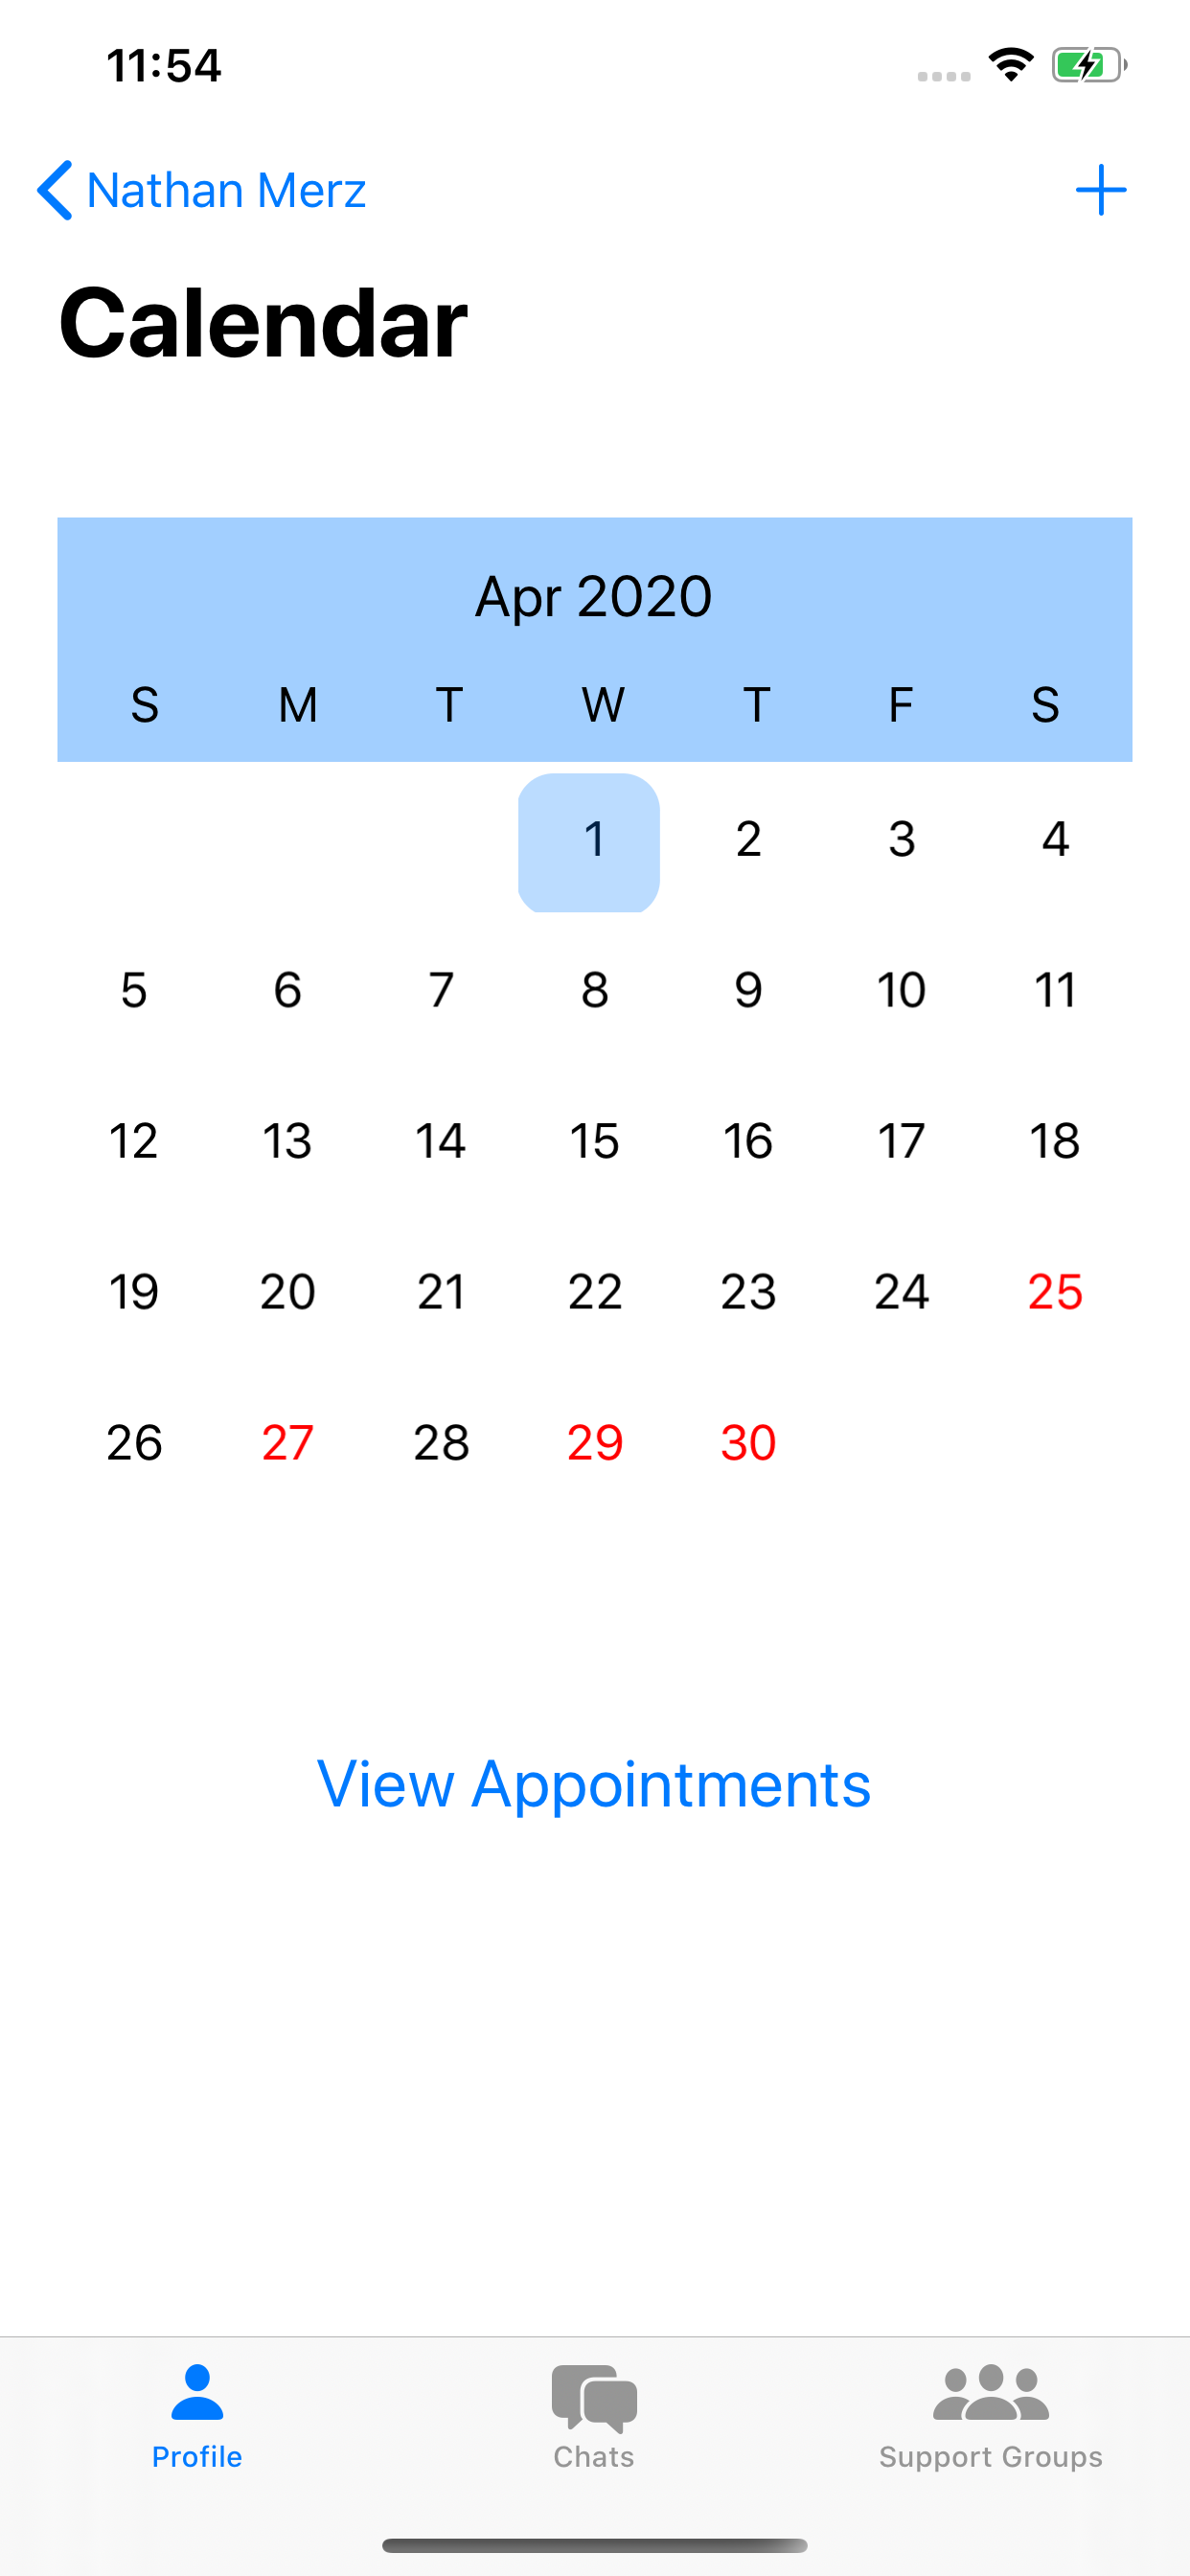 11:54
Nathan Merz
Calendar
Apr 2020
S M T W T F S
1 2 3 4
5 6 7 8 9 10 11
12 13 14 15 16 17 18
19 20 21 22 23 24 25
26 27 28 29 30
View Appointments
Profile Chats Support Groups